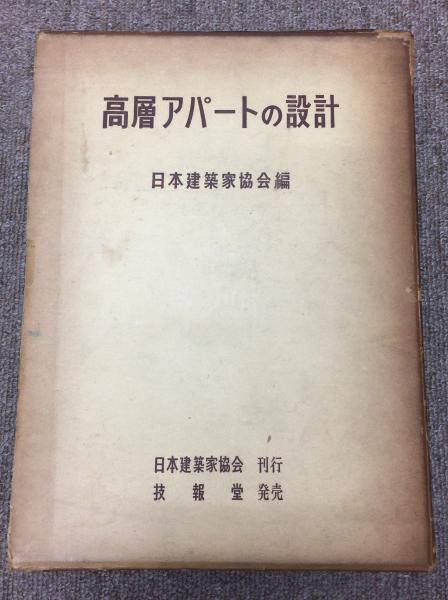 高層アパートの設計
日本建築家協会編
日本建築家協会 刊行
技報堂 発売